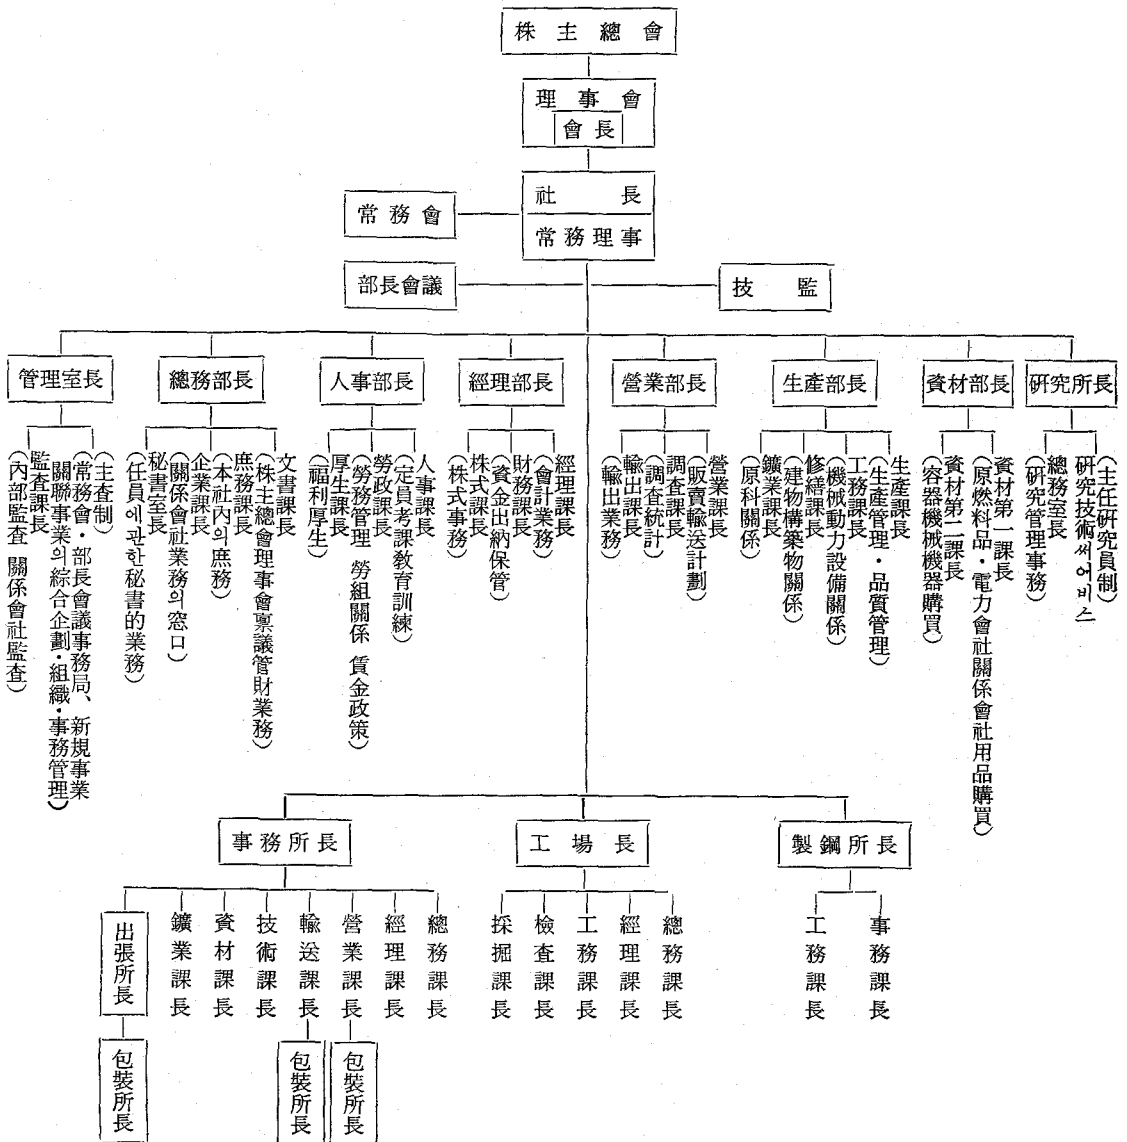 株主總會
理事會
會長
社長
常務理事
常務會
部長會議
技監
管理室長
總務部長
人事部長
經理部長
營業部長
生產部長
資材部長
硏究所長
(主査制)
(常務會・部長會議事務局、新規事業
關聯事業의綜合企劃・組織・事務管理)
監査課長
(內部監査 關係會社監査)
文書課長
(株主總會理事會稟議管財業務)
庶務課長
(本社內의庶務)
企業課長
(關係會社業務의窓口)
秘書室長
(任員에관한秘書的業務)
人事課長
(定員考課敎育訓練)
勞政課長
(勞務管理 勞組關係 賃金政策)
厚生課長
(福利厚生)
經理課長
(會計業務)
財務課長
(資金出納保管)
株式課長
(株式事務)
營業課長
(販賣輸送計劃)
調査課長
(調査統計)
輸出課長
(輸出業務)
生產課長
(生產管理・品質管理)
工務課長
(機械動力設備關係)
修繕課長
(建物構築物關係)
鑛業課長
(原科關係)
資材第一課長
(原燃料品・電力會社關係會社用品購買)
資材第二課長
(容器機械機器購買)
(主任硏究員制)
硏究技術써어비스
總務室長
(硏究管理事務)
事務所長
工場長
製鋼所長
總務課長
經理課長
營業課長
輸送課長
技術課長
資材課長
鑛業課長
出張所長
總務課長
經理課長
工務課長
檢査課長
採掘課長
事務課長
工務課長
包裝所長
包裝所長
包裝所長